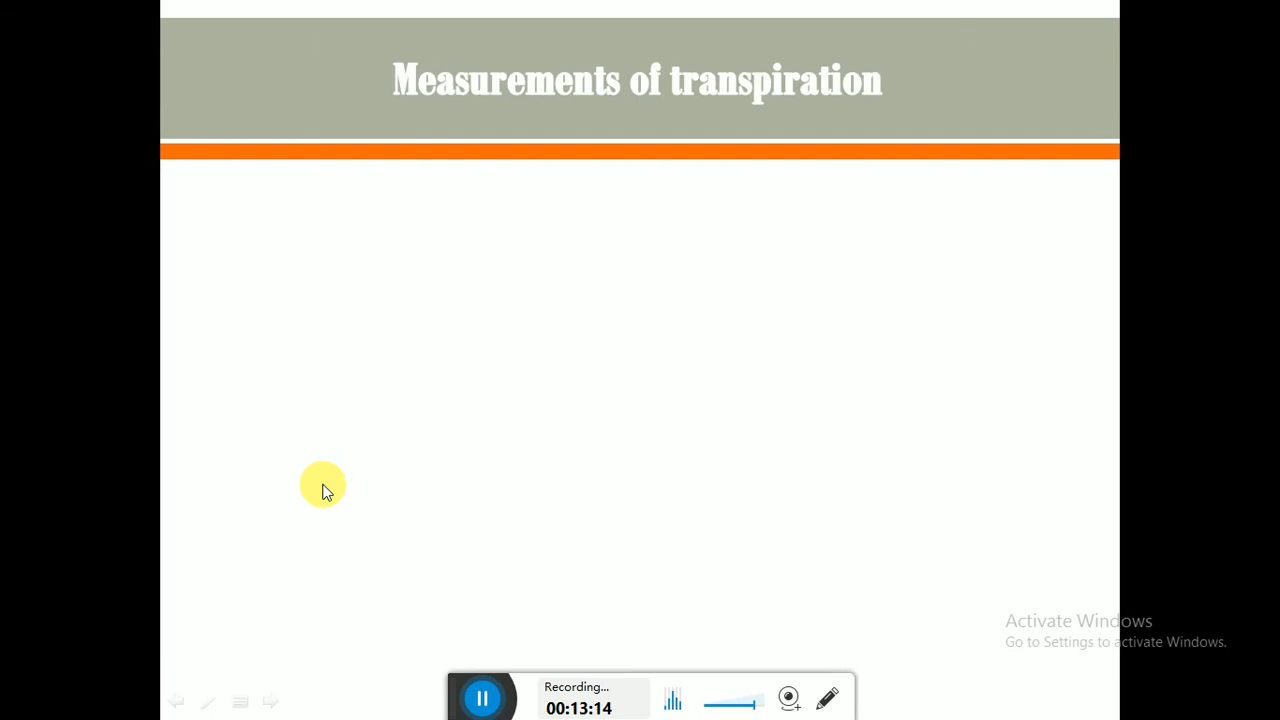 Measurements of transpiration
Activate Windows
Go to Settings to activate Windows.
Recording...
00:13:14